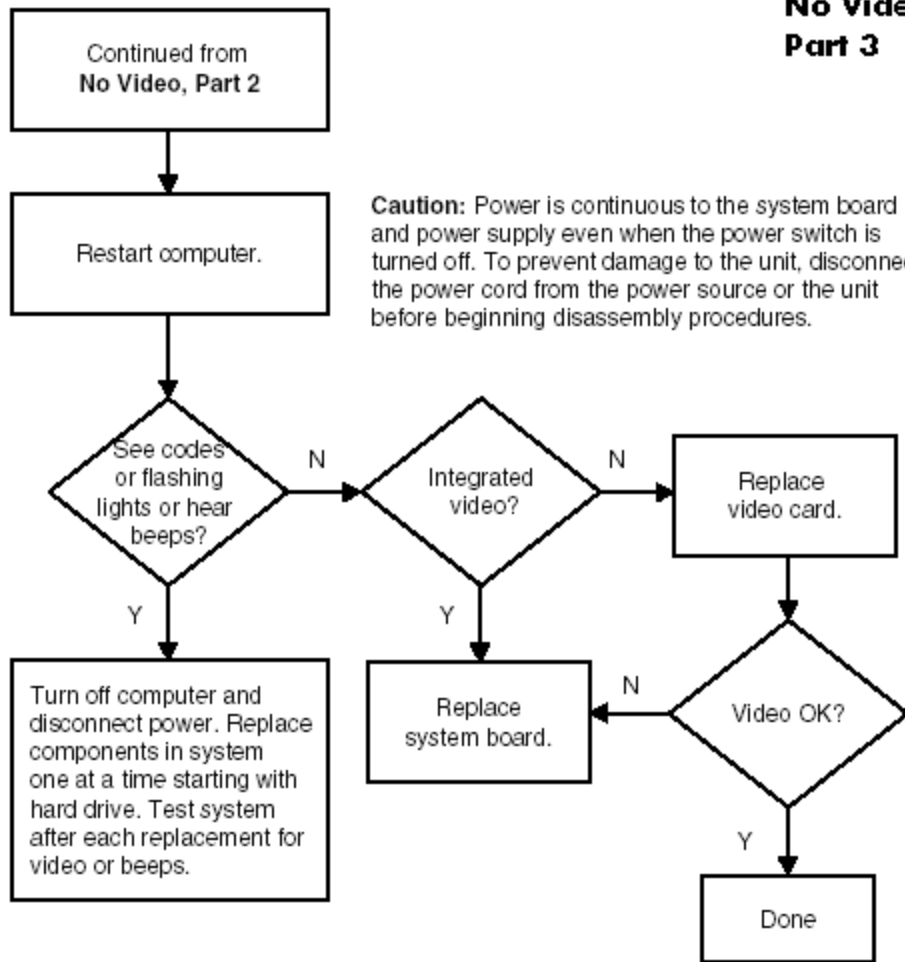 No Vide
Part 3
Continued from
No Video, Part 2
Restart computer.
Caution: Power is continuous to the system board
and power supply even when the power switch is
turned off. To prevent damage to the unit, disconnec
the power cord from the power source or the unit
before beginning disassembly procedures.
See codes
or flashing
lights or hear
beeps?
N
Integrated
video?
N
Replace
video card.
Y
Y
Turn off computer and
disconnect power. Replace
components in system
one at a time starting with
hard drive. Test system
after each replacement for
video or beeps.
Replace
system board.
N
Video OK?
Y
Done